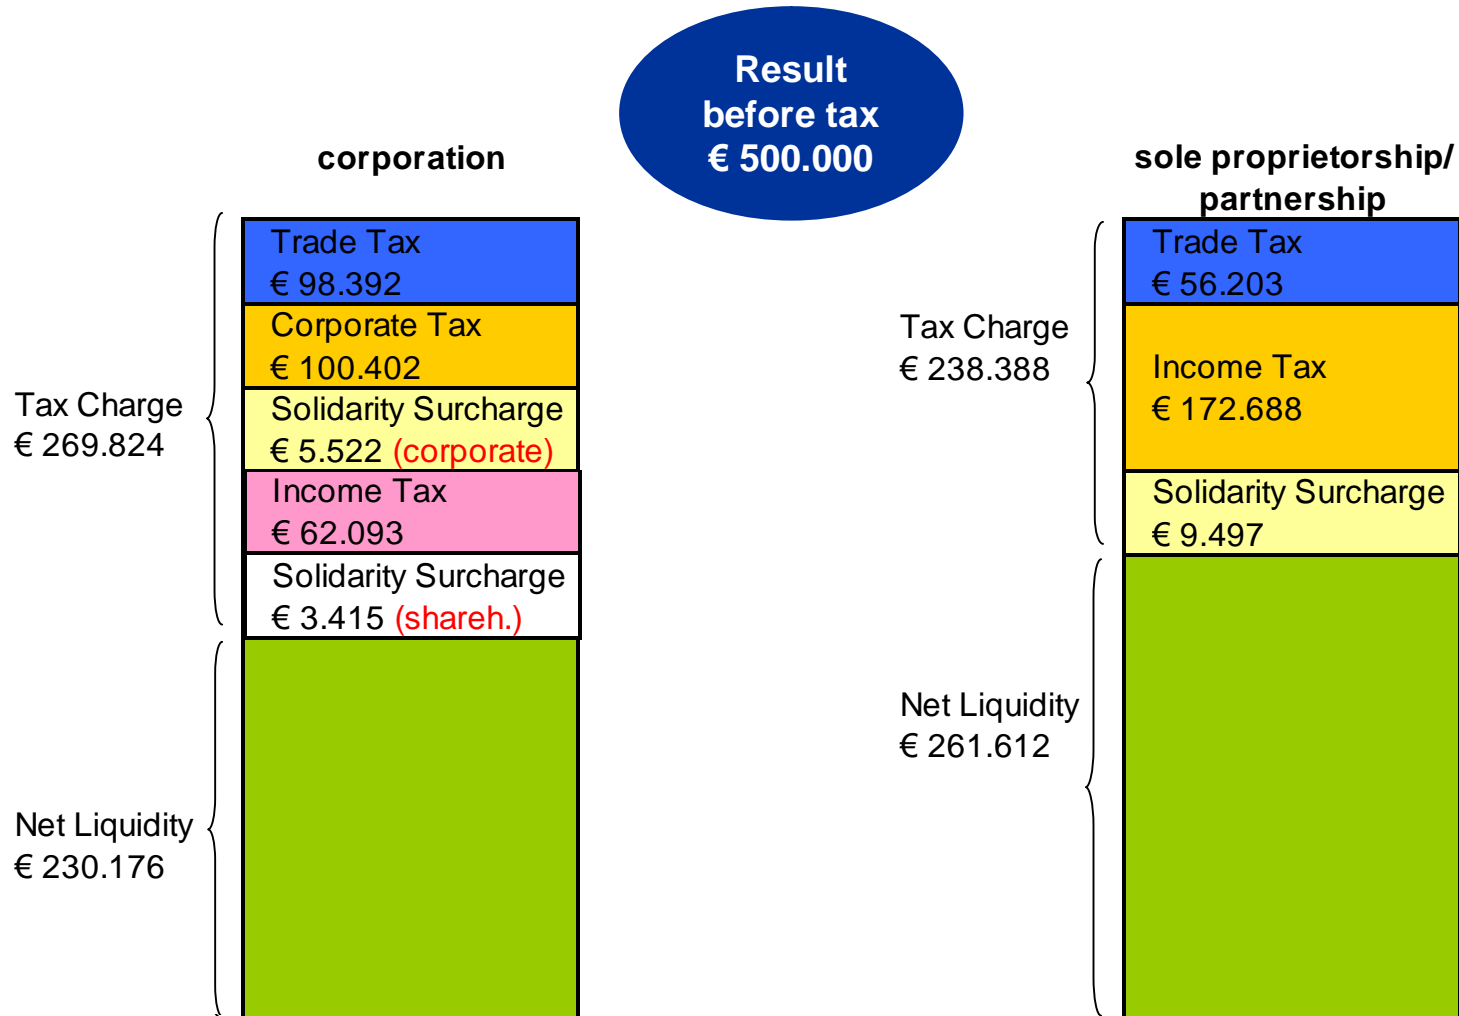 Result
before tax
€ 500.000
corporation
Trade Tax
€ 98.392
Corporate Tax
€ 100.402
Solidarity Surcharge
€ 5.522 (corporate)
Income Tax
€ 62.093
Solidarity Surcharge
€ 3.415 (shareh.)
Tax Charge
€ 269.824
Net Liquidity
€ 230.176
sole proprietorship/
partnership
Trade Tax
€ 56.203
Income Tax
€ 172.688
Solidarity Surcharge
€ 9.497
Tax Charge
€ 238.388
Net Liquidity
€ 261.612